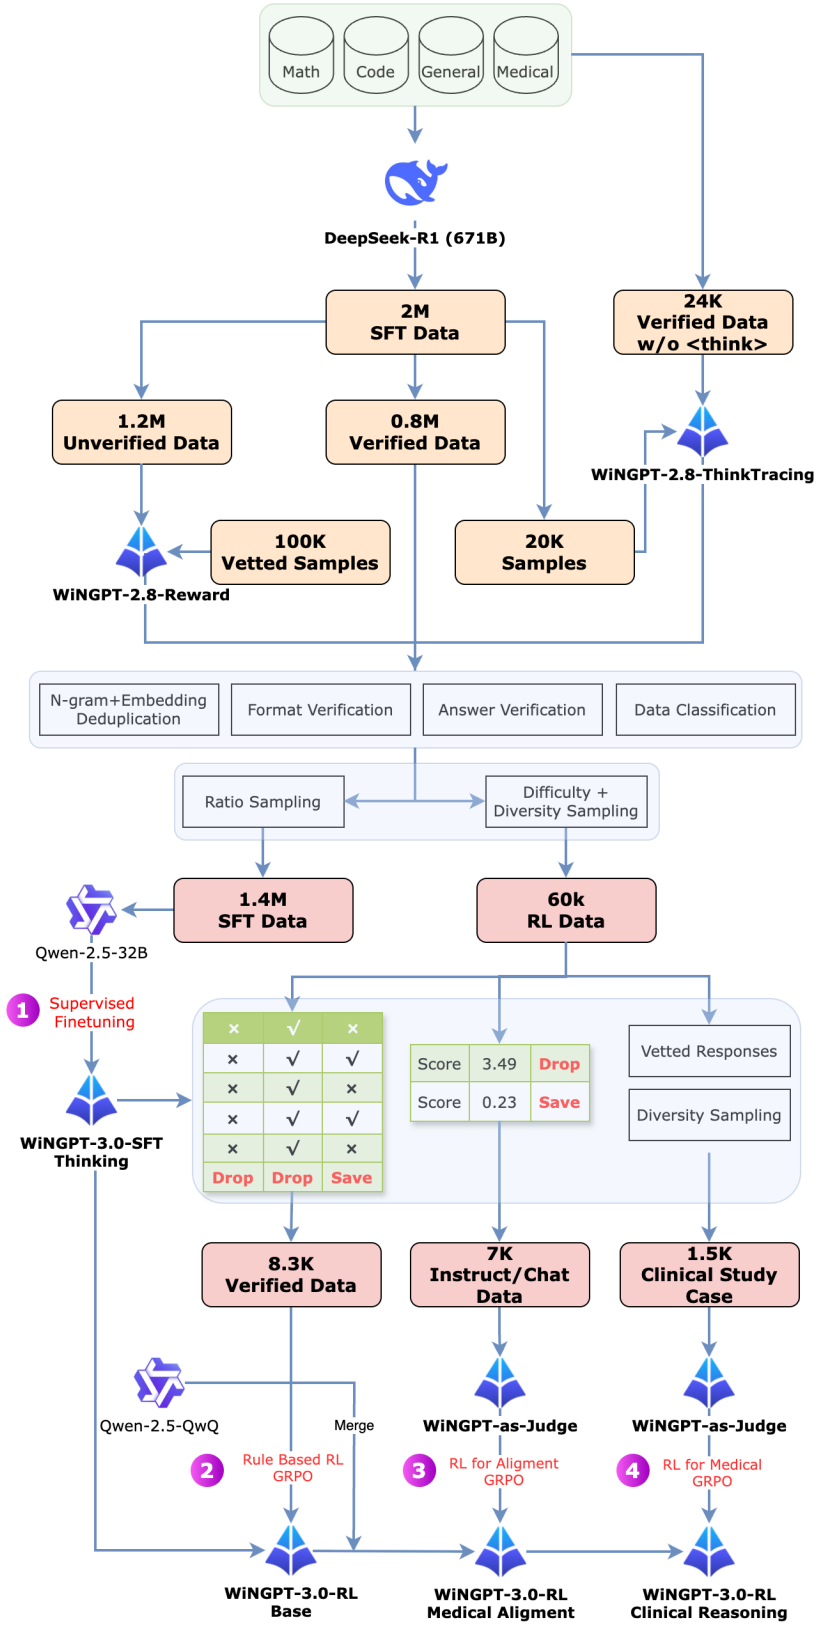 Math
Code
General
Medical
DeepSeek-R1 (671B)
2M
SFT Data
24K
Verified Data
w/o <think>
1.2M
Unverified Data
0.8M
Verified Data
WiNGPT-2.8-ThinkTracing
100K
Vetted Samples
20K
Samples
WiNGPT-2.8-Reward
N-gram+Embedding
Deduplication
Format Verification
Answer Verification
Data Classification
Ratio Sampling
Difficulty +
Diversity Sampling
1.4M
SFT Data
60k
RL Data
Qwen-2.5-32B
1
Supervised
Finetuning
× √ ×
× √ √
× √ ×
× √ √
× √ ×
Drop Drop Save
Score 3.49 Drop
Score 0.23 Save
Vetted Responses
Diversity Sampling
WiNGPT-3.0-SFT
Thinking
8.3K
Verified Data
7K
Instruct/Chat
Data
1.5K
Clinical Study
Case
Qwen-2.5-QwQ
Merge
WiNGPT-as-Judge
WiNGPT-as-Judge
2
Rule Based RL
GRPO
3
RL for Aligment
GRPO
4
RL for Medical
GRPO
WiNGPT-3.0-RL
Base
WiNGPT-3.0-RL
Medical Aligment
WiNGPT-3.0-RL
Clinical Reasoning